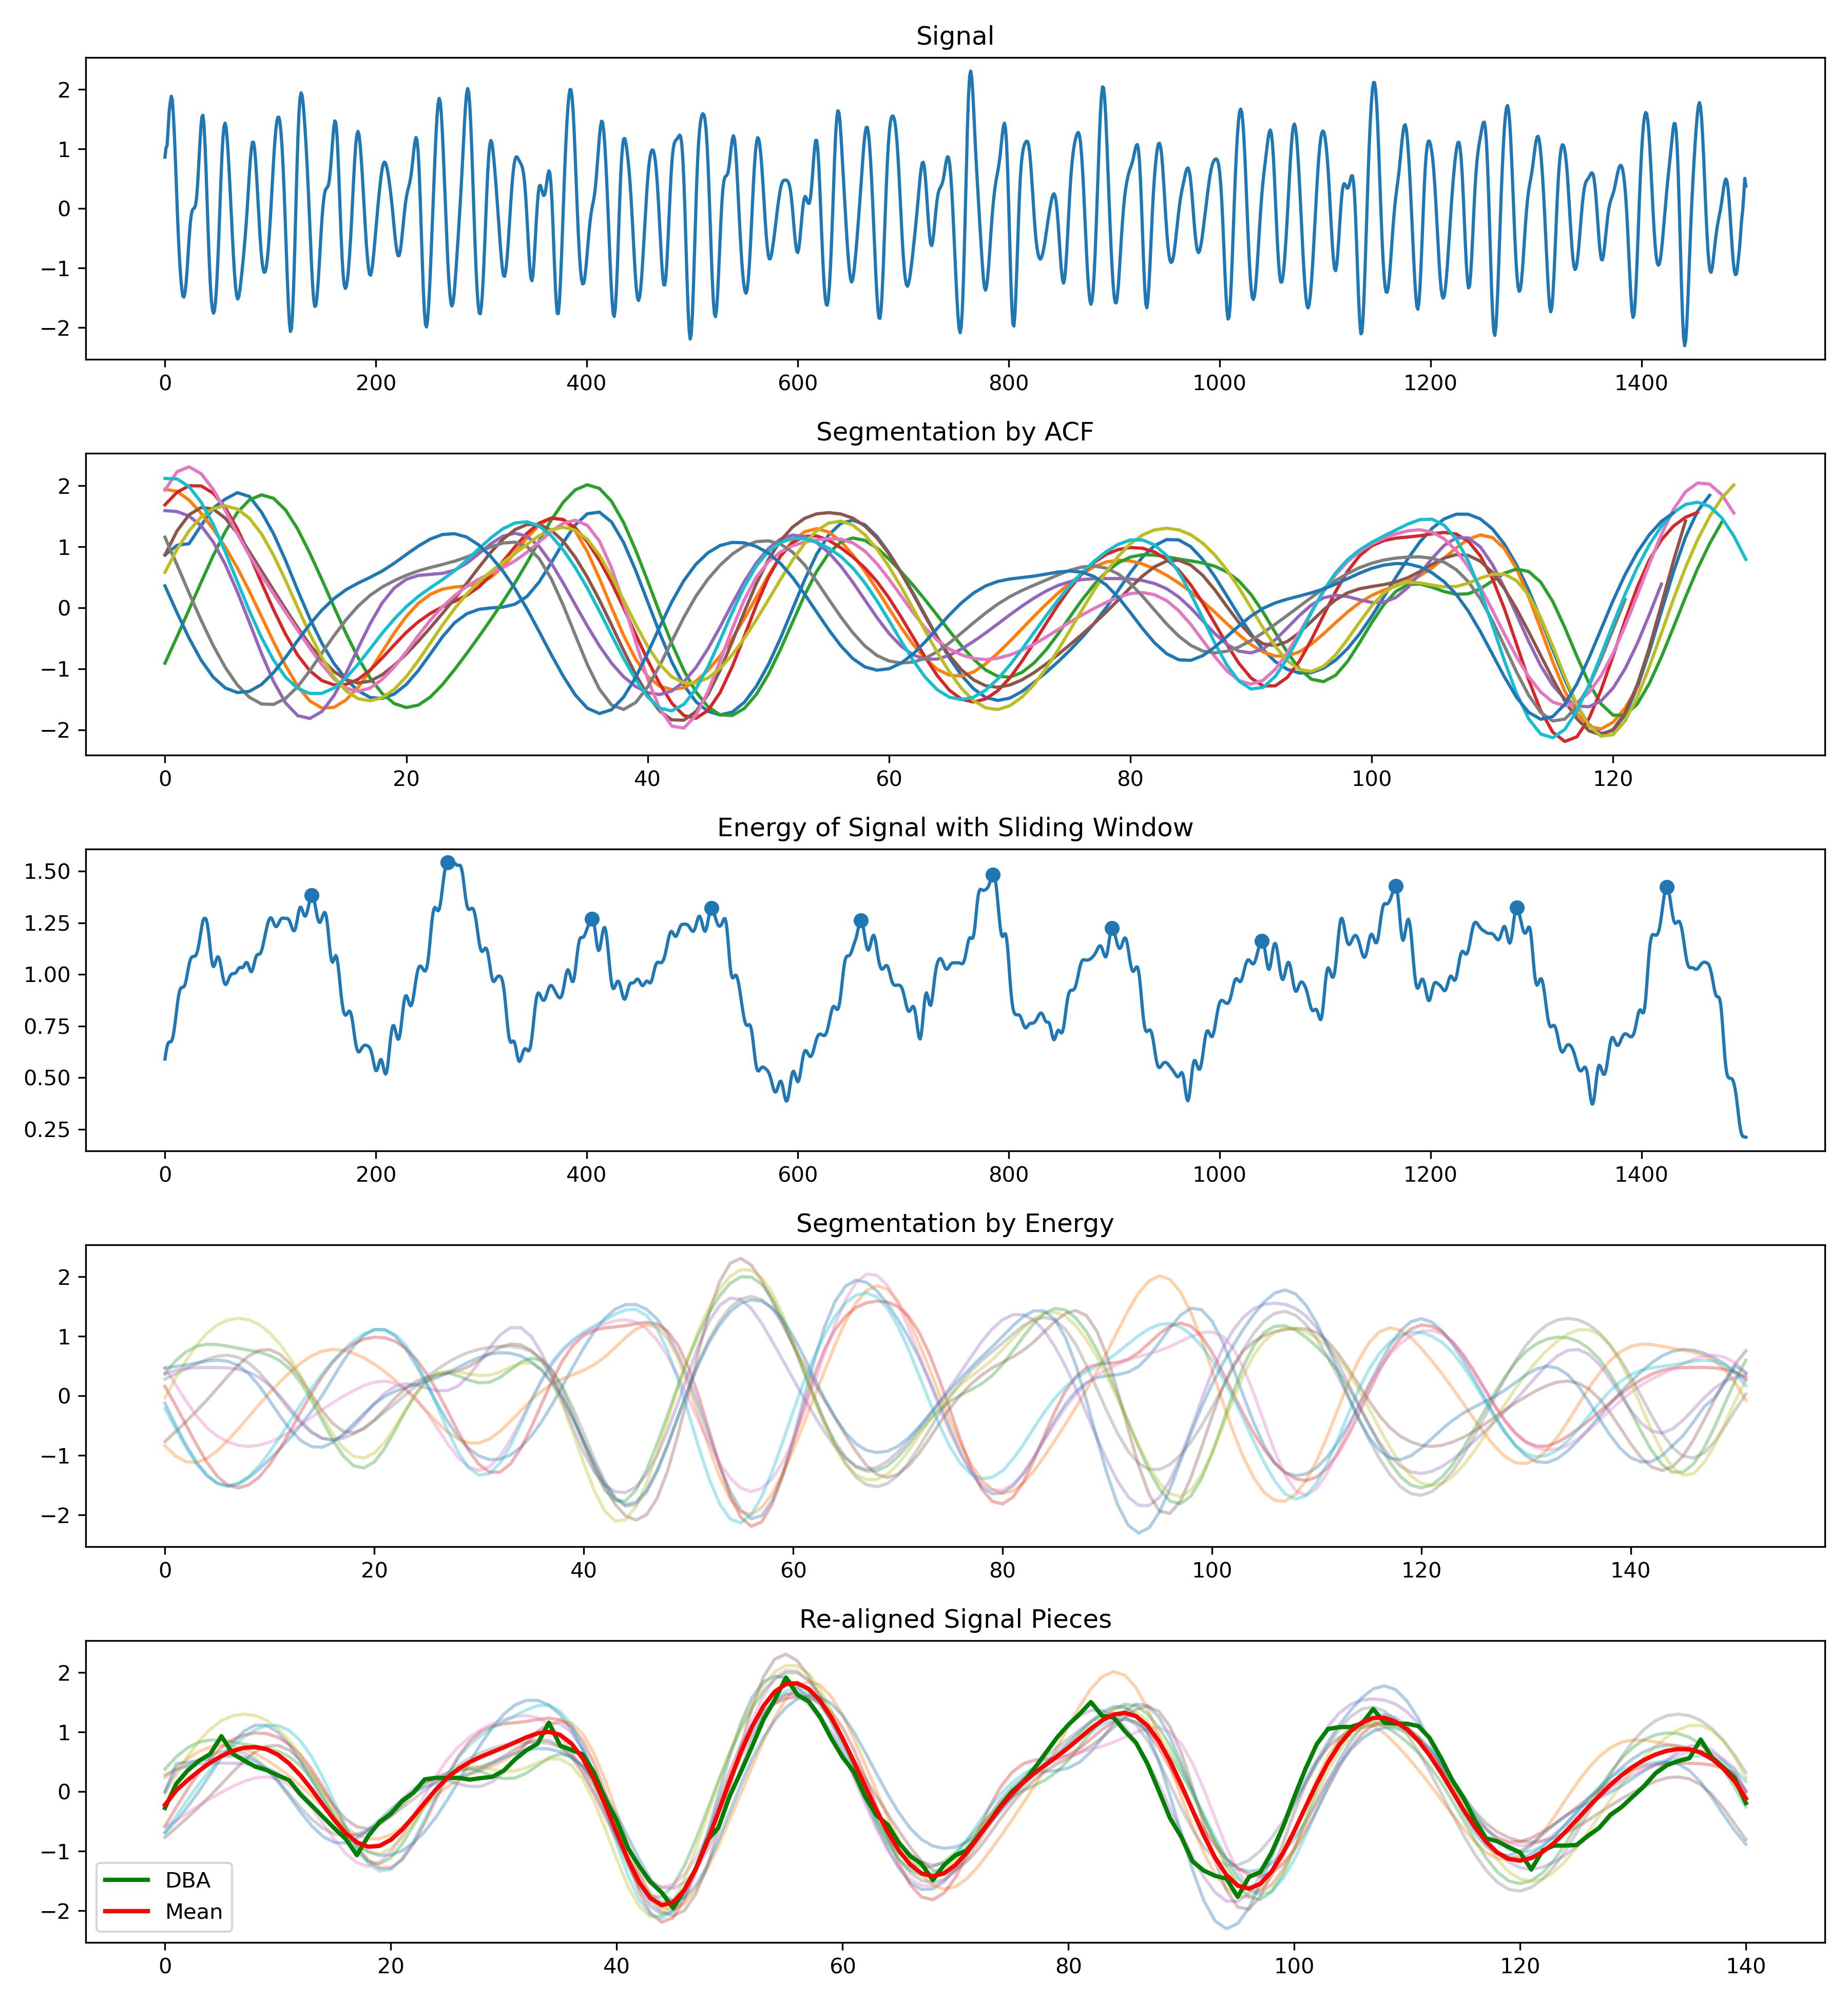 Signal
2
1
0
−1
−2
0 200 400 600 800 1000 1200 1400
Segmentation by ACF
2
1
0
−1
−2
0 20 40 60 80 100 120
Energy of Signal with Sliding Window
1.50
1.25
1.00
0.75
0.50
0.25
0 200 400 600 800 1000 1200 1400
Segmentation by Energy
2
1
0
−1
−2
0 20 40 60 80 100 120 140
Re-aligned Signal Pieces
2
1
0
−1
−2
DBA
Mean
0 20 40 60 80 100 120 140